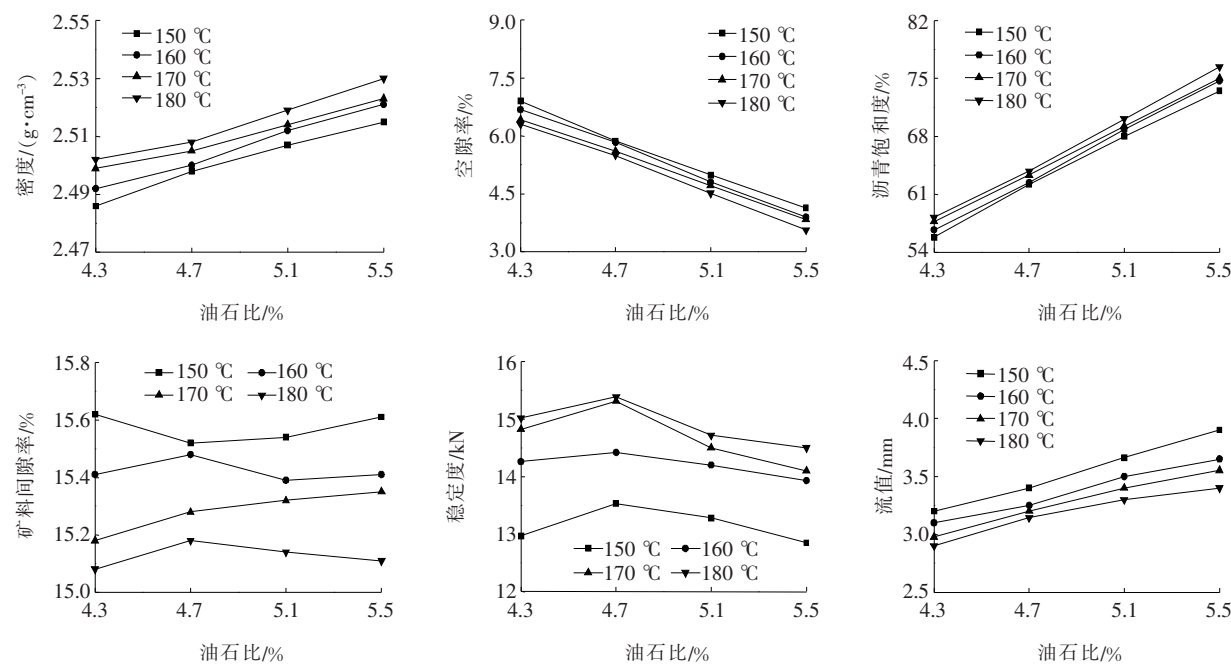 2.55
2.53
2.51
2.49
2.47
密度/(g·cm⁻³)
150 ℃
160 ℃
170 ℃
180 ℃
4.3 4.7 5.1 5.5
油石比/%
9.0
7.5
6.0
4.5
3.0
空隙率/%
150 ℃
160 ℃
170 ℃
180 ℃
4.3 4.7 5.1 5.5
油石比/%
82
75
68
61
54
沥青饱和度/%
150 ℃
160 ℃
170 ℃
180 ℃
4.3 4.7 5.1 5.5
油石比/%
15.8
15.6
15.4
15.2
15.0
矿料间隙率/%
150 ℃ 160 ℃
170 ℃ 180 ℃
4.3 4.7 5.1 5.5
油石比/%
16
15
14
13
12
稳定度/kN
150 ℃ 160 ℃
170 ℃ 180 ℃
4.3 4.7 5.1 5.5
油石比/%
4.5
4.0
3.5
3.0
2.5
流值/mm
150 ℃
160 ℃
170 ℃
180 ℃
4.3 4.7 5.1 5.5
油石比/%